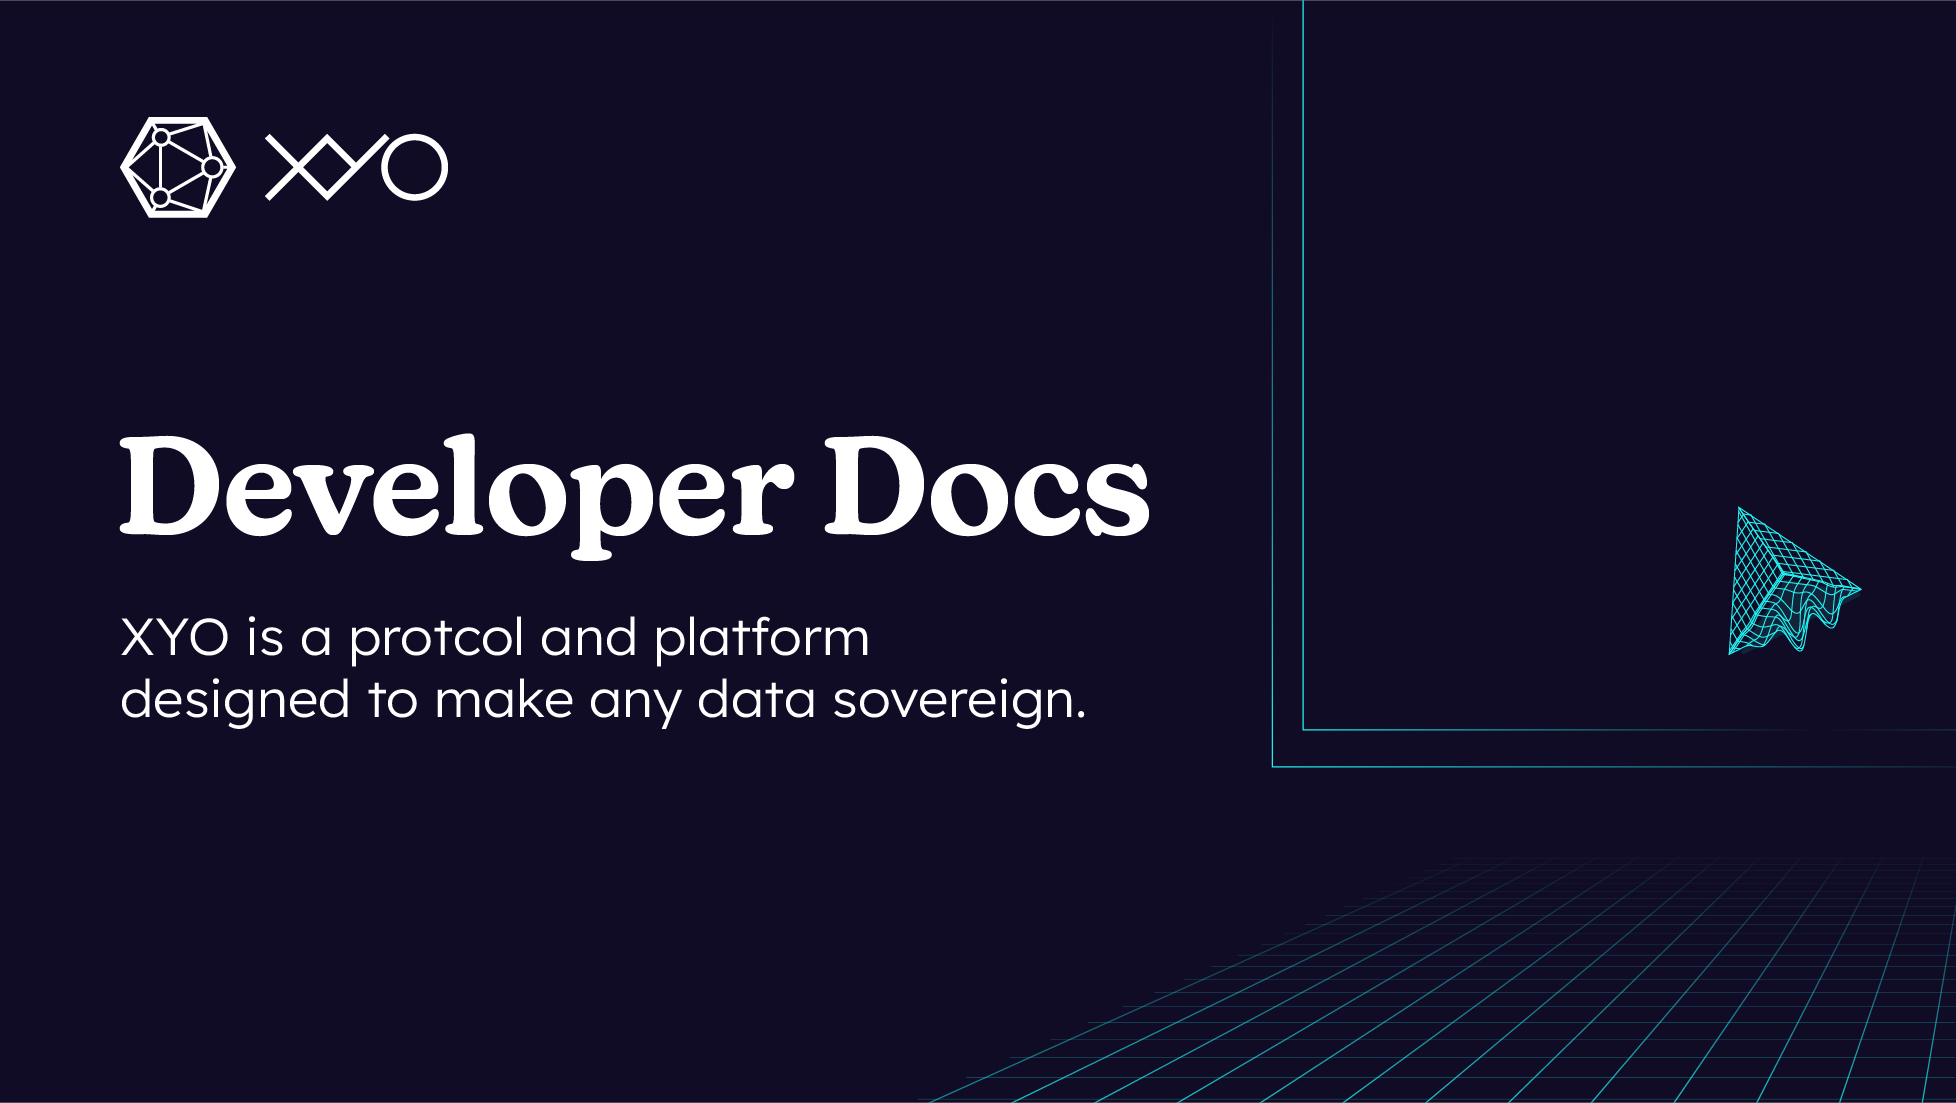 XYO
Developer Docs
XYO is a protcol and platform
designed to make any data sovereign.